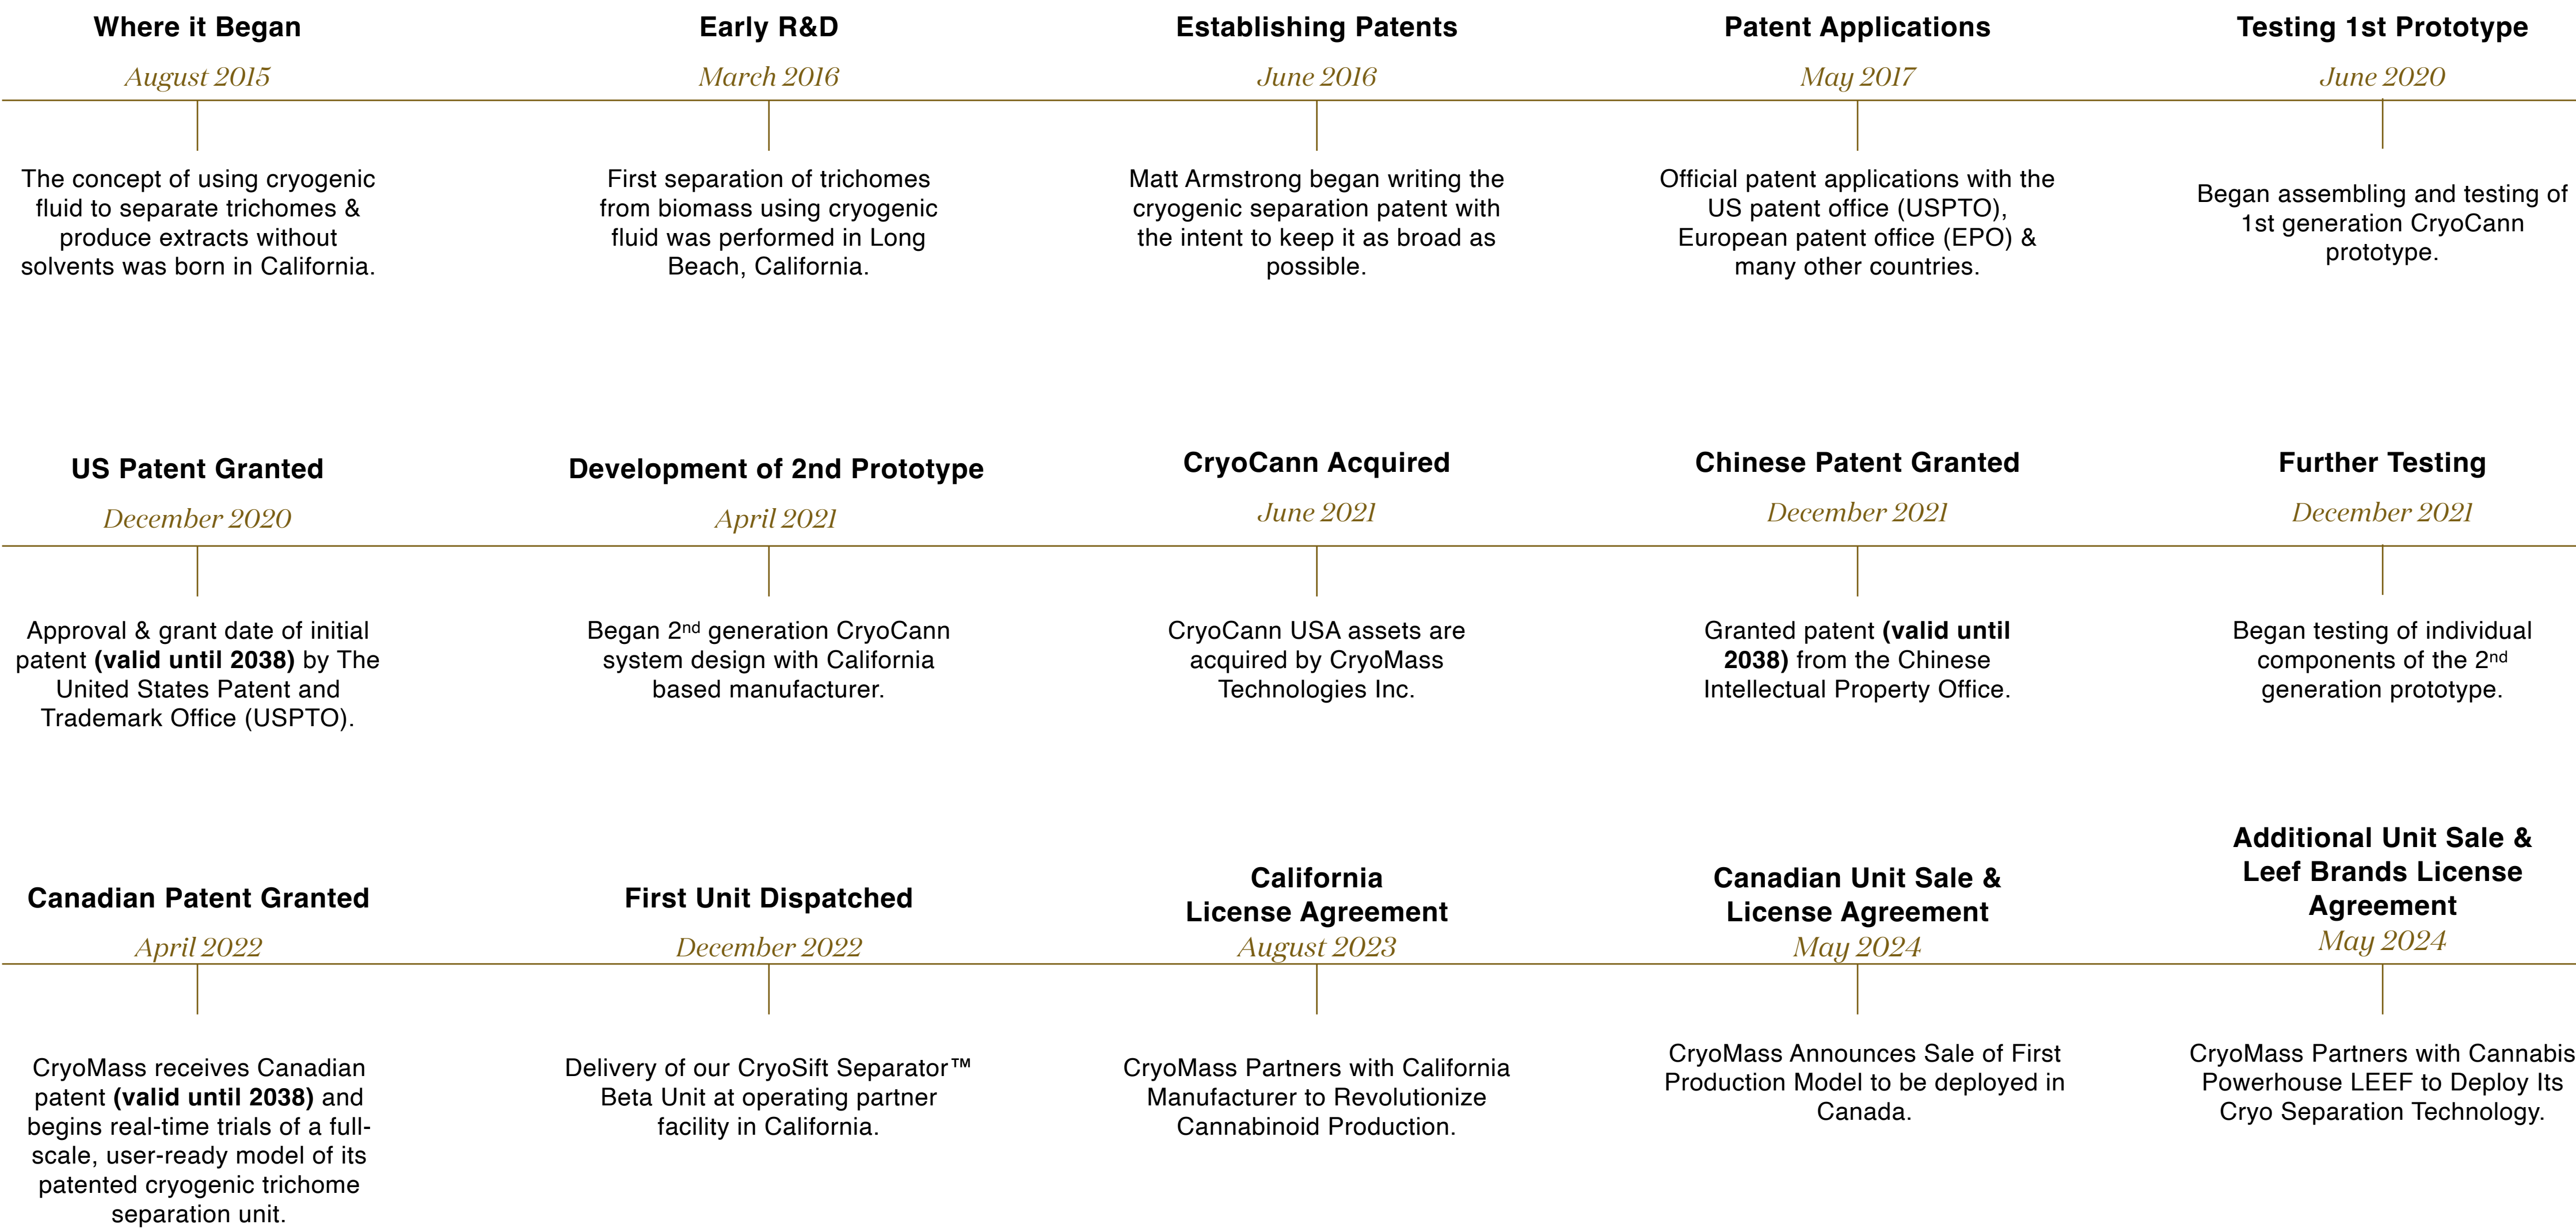 Where it Began
August 2015
The concept of using cryogenic
fluid to separate trichomes &
produce extracts without
solvents was born in California.
Early R&D
March 2016
First separation of trichomes
from biomass using cryogenic
fluid was performed in Long
Beach, California.
Establishing Patents
June 2016
Matt Armstrong began writing the
cryogenic separation patent with
the intent to keep it as broad as
possible.
Patent Applications
May 2017
Official patent applications with the
US patent office (USPTO),
European patent office (EPO) &
many other countries.
Testing 1st Prototype
June 2020
Began assembling and testing of
1st generation CryoCann
prototype.
US Patent Granted
December 2020
Approval & grant date of initial
patent (valid until 2038) by The
United States Patent and
Trademark Office (USPTO).
Development of 2nd Prototype
April 2021
Began 2nd generation CryoCann
system design with California
based manufacturer.
CryoCann Acquired
June 2021
CryoCann USA assets are
acquired by CryoMass
Technologies Inc.
Chinese Patent Granted
December 2021
Granted patent (valid until
2038) from the Chinese
Intellectual Property Office.
Further Testing
December 2021
Began testing of individual
components of the 2nd
generation prototype.
Canadian Patent Granted
April 2022
CryoMass receives Canadian
patent (valid until 2038) and
begins real-time trials of a full-
scale, user-ready model of its
patented cryogenic trichome
separation unit.
First Unit Dispatched
December 2022
Delivery of our CryoSift Separator™
Beta Unit at operating partner
facility in California.
California
License Agreement
August 2023
CryoMass Partners with California
Manufacturer to Revolutionize
Cannabinoid Production.
Canadian Unit Sale &
License Agreement
May 2024
CryoMass Announces Sale of First
Production Model to be deployed in
Canada.
Additional Unit Sale &
Leef Brands License
Agreement
May 2024
CryoMass Partners with Cannabis
Powerhouse LEEF to Deploy Its
Cryo Separation Technology.